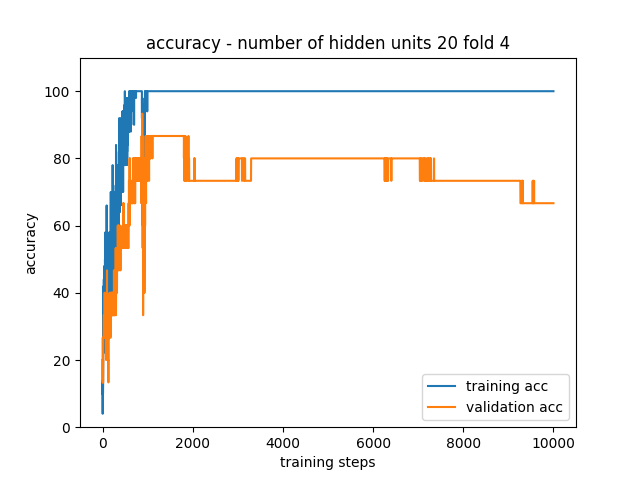 accuracy - number of hidden units 20 fold 4
100
80
60
40
20
0
accuracy
0 2000 4000 6000 8000 10000
training steps
training acc
validation acc